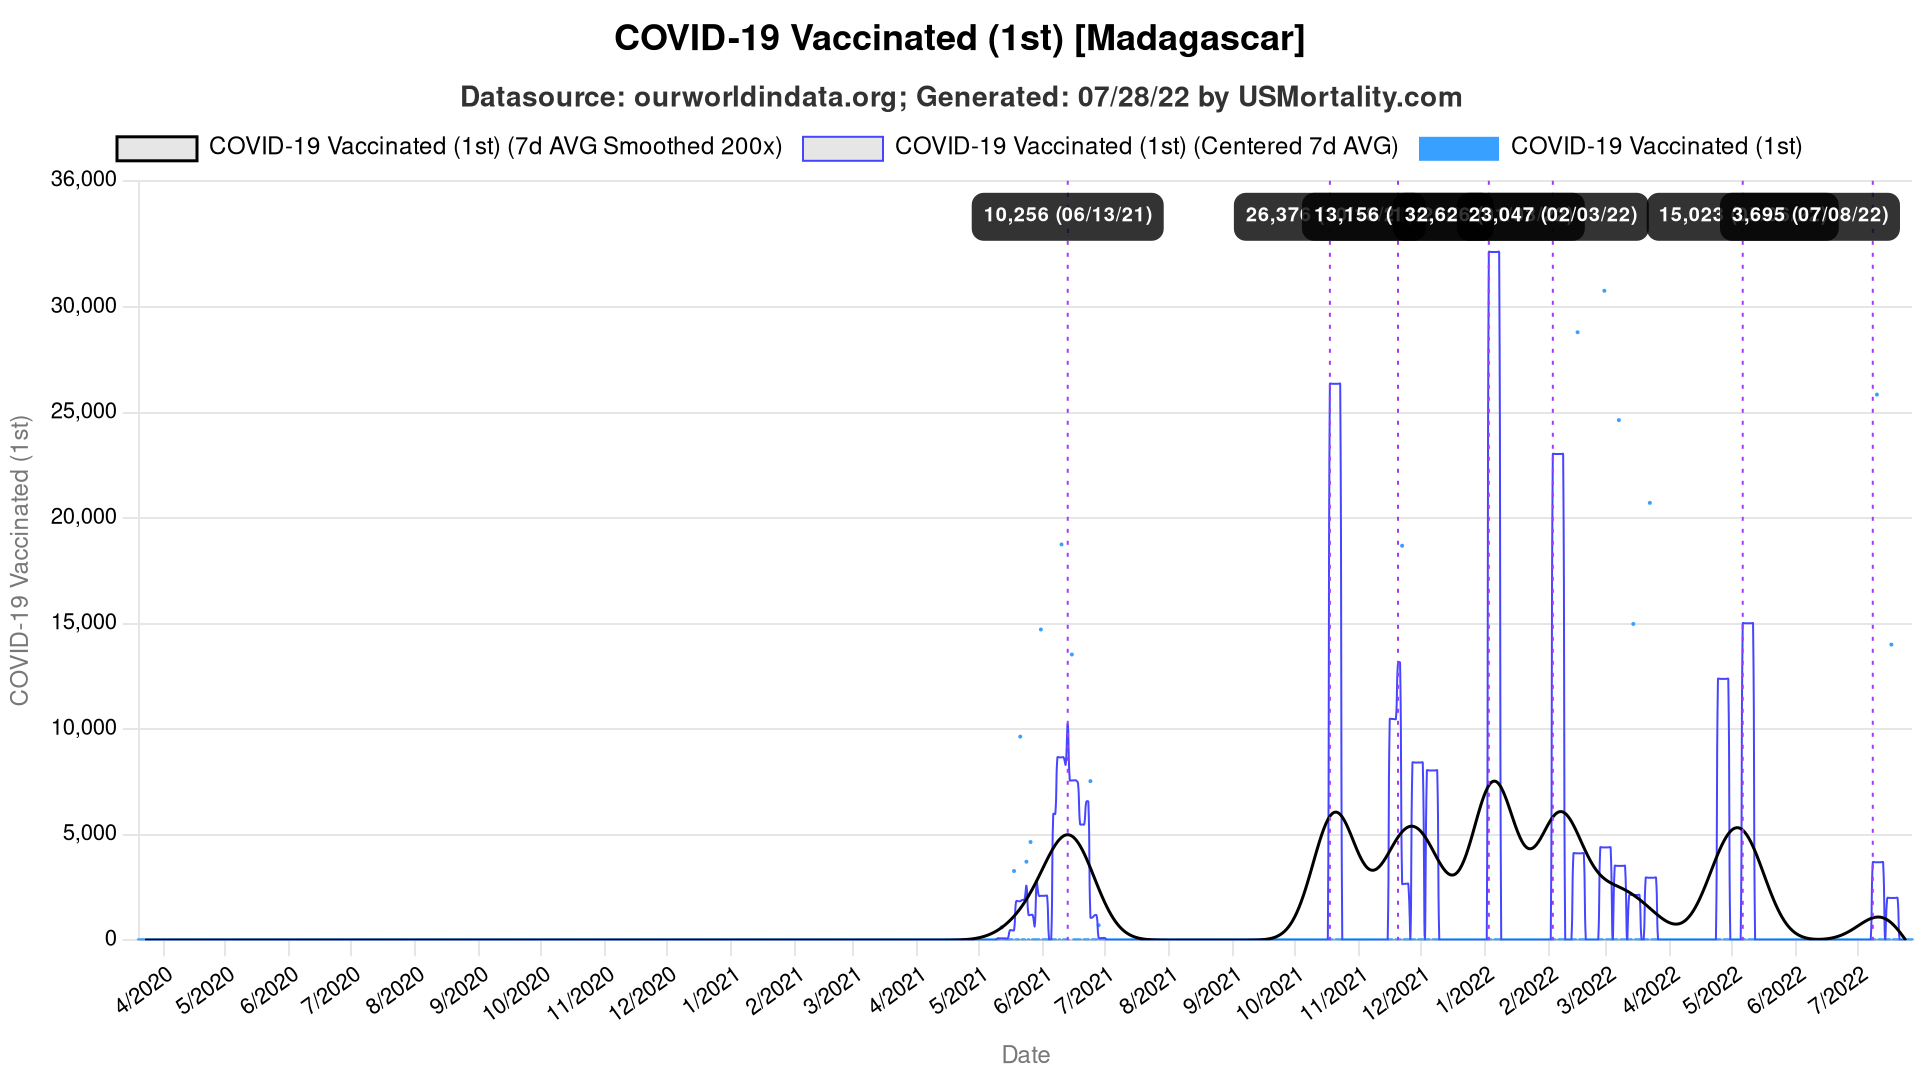 COVID-19 Vaccinated (1st) [Madagascar]
Datasource: ourworldindata.org; Generated: 07/28/22 by USMortality.com
COVID-19 Vaccinated (1st) (7d AVG Smoothed 200x) COVID-19 Vaccinated (1st) (Centered 7d AVG) COVID-19 Vaccinated (1st)
36,000
10,256 (06/13/21) 26,376 13,156 ( 32,626 23,047 (02/03/22) 15,023 3,695 (07/08/22)
30,000
25,000
20,000
15,000
10,000
5,000
0
COVID-19 Vaccinated (1st)
4/2020 5/2020 6/2020 7/2020 8/2020 9/2020 10/2020 11/2020 12/2020 1/2021 2/2021 3/2021 4/2021 5/2021 6/2021 7/2021 8/2021 9/2021 10/2021 11/2021 12/2021 1/2022 2/2022 3/2022 4/2022 5/2022 6/2022 7/2022
Date